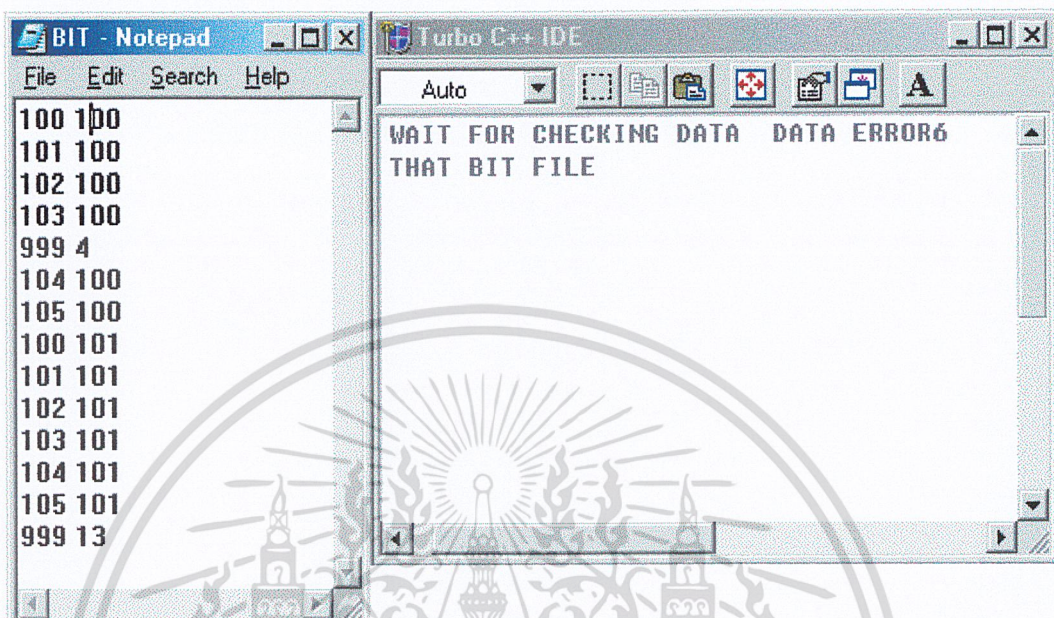 BIT - Notepad
File Edit Search Help
100 100
101 100
102 100
103 100
999 4
104 100
105 100
100 101
101 101
102 101
103 101
104 101
105 101
999 13
Turbo C++ IDE
Auto
A
WAIT FOR CHECKING DATA DATA ERROR6
THAT BIT FILE